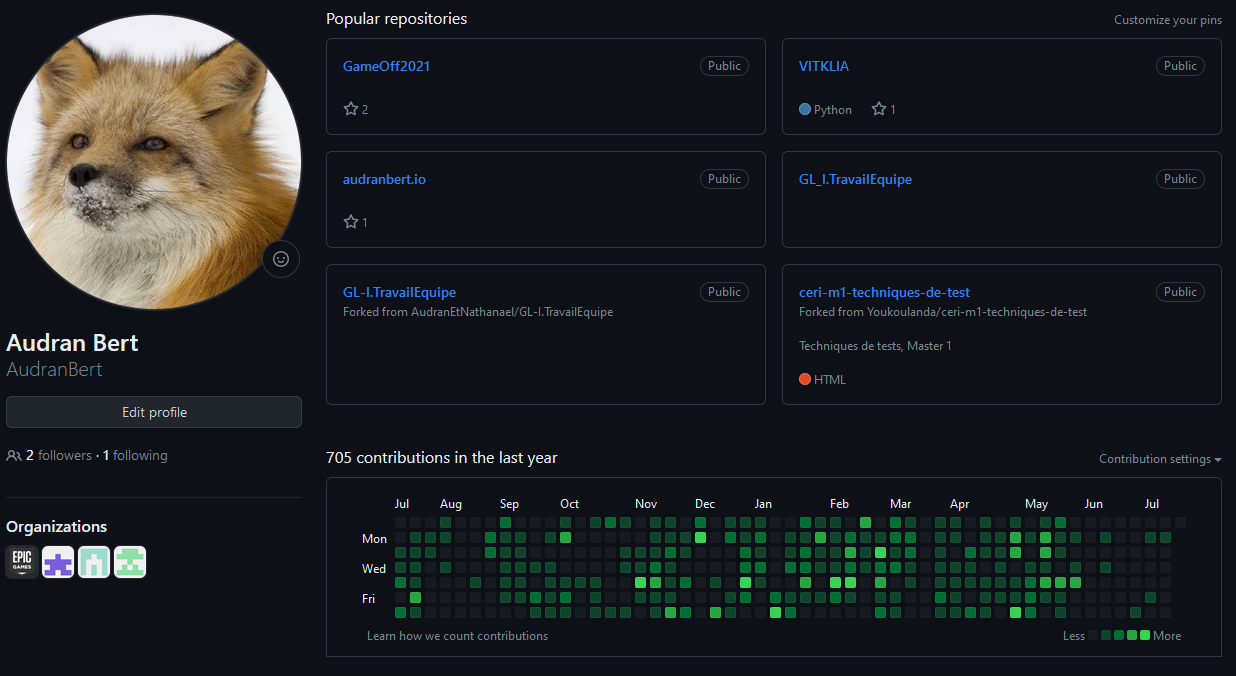 Popular repositories
Customize your pins
GameOff2021
Public
2
VITKLIA
Public
Python
1
audranbert.io
Public
1
GL_I.TravailEquipe
Public
GL-I.TravailEquipe
Public
Forked from AudranEtNathanael/GL-I.TravailEquipe
ceri-m1-techniques-de-test
Public
Forked from Youkoulanda/ceri-m1-techniques-de-test
Techniques de tests, Master 1
HTML
Audran Bert
AudranBert
Edit profile
2 followers · 1 following
Organizations
EPIC
GAMES
705 contributions in the last year
Contribution settings
Jul Aug Sep Oct Nov Dec Jan Feb Mar Apr May Jun Jul
Mon
Wed
Fri
Learn how we count contributions
Less
More